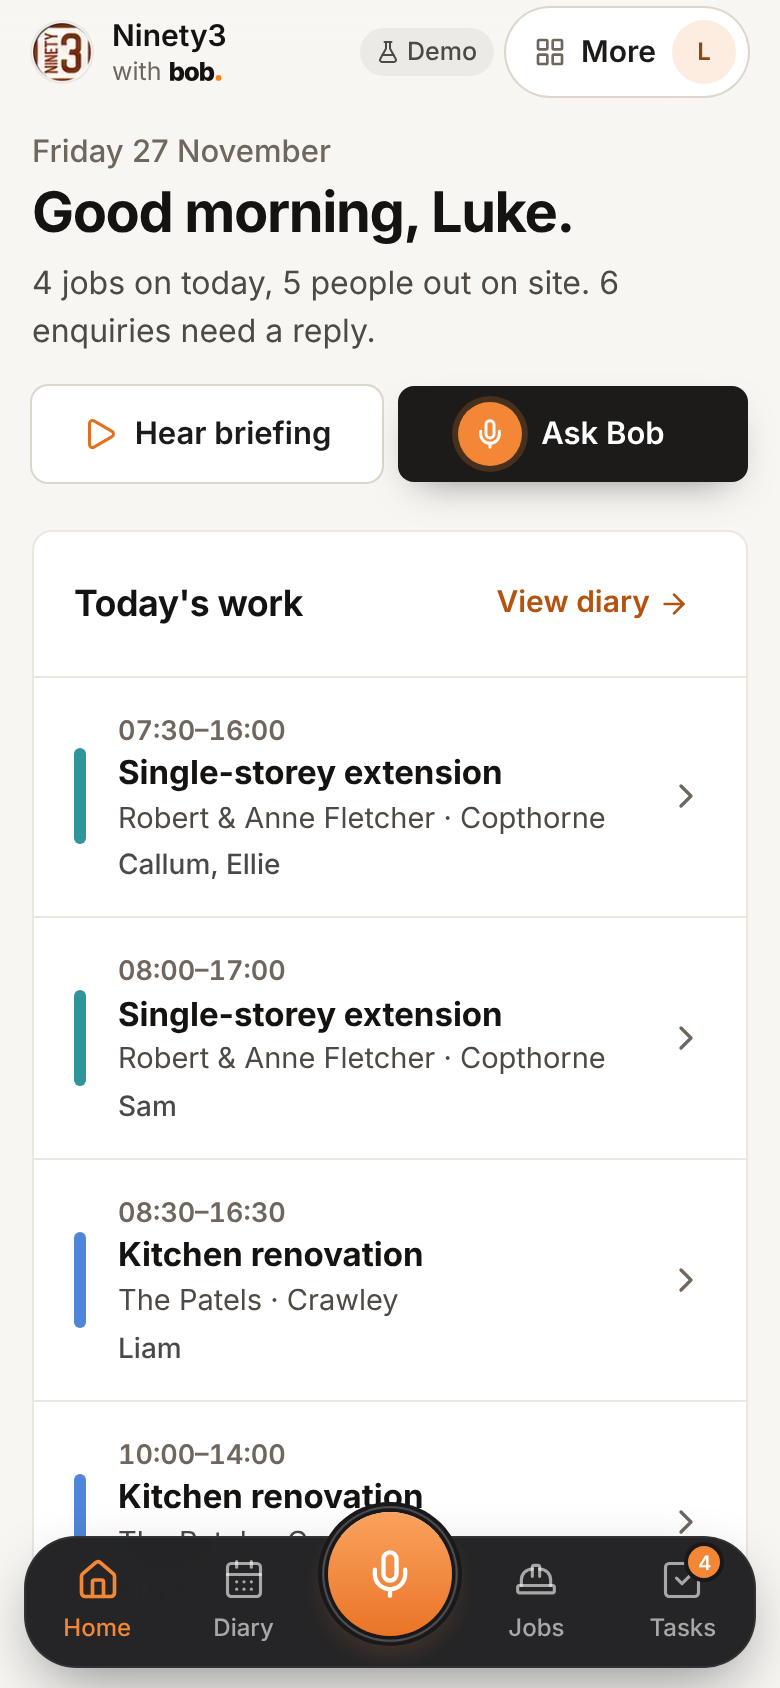 NINETY 3
Ninety3
with bob.
Demo
More
L
Friday 27 November
Good morning, Luke.
4 jobs on today, 5 people out on site. 6
enquiries need a reply.
Hear briefing
Ask Bob
Today's work
View diary →
07:30–16:00
Single-storey extension
Robert & Anne Fletcher · Copthorne
Callum, Ellie
08:00–17:00
Single-storey extension
Robert & Anne Fletcher · Copthorne
Sam
08:30–16:30
Kitchen renovation
The Patels · Crawley
Liam
10:00–14:00
Kitchen renovation
4
Home
Diary
Jobs
Tasks